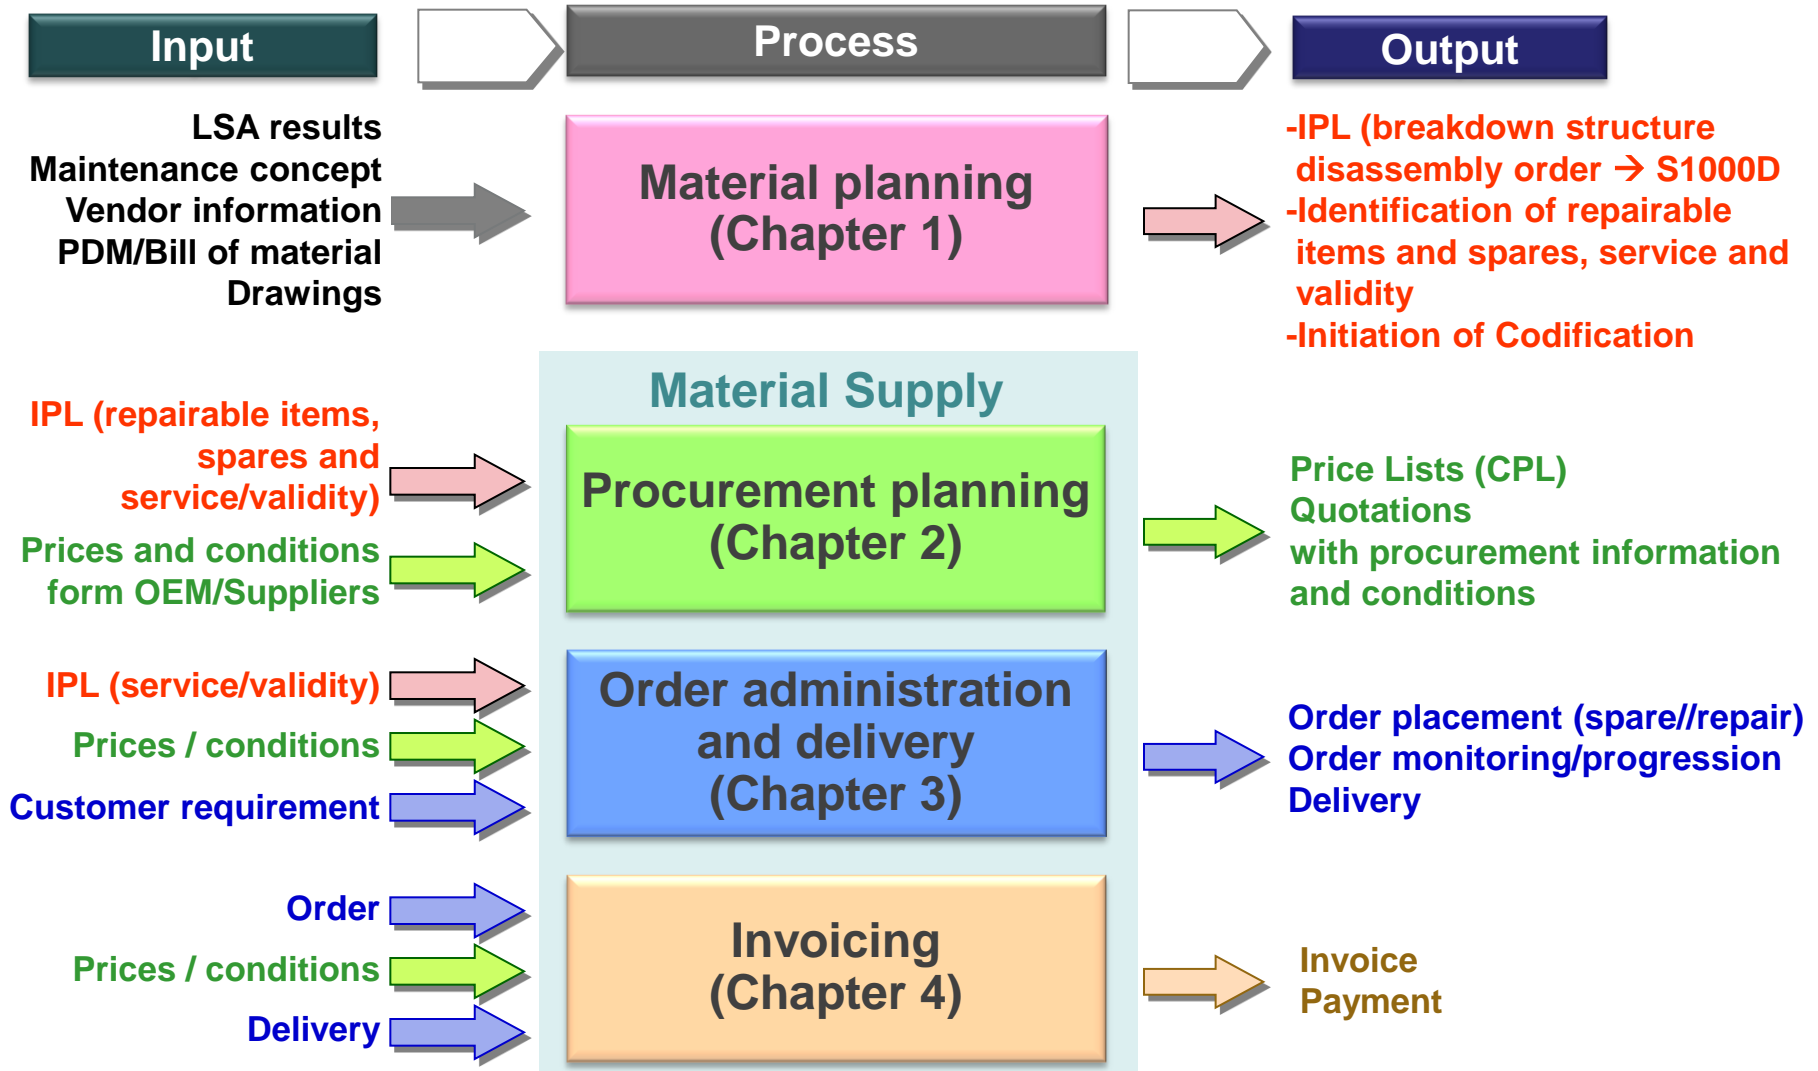 Input
Process
Output
LSA results
Maintenance concept
Vendor information
PDM/Bill of material
Drawings
Material planning
(Chapter 1)
-IPL (breakdown structure
disassembly order → S1000D
-Identification of repairable
items and spares, service and
validity
-Initiation of Codification
Material Supply
IPL (repairable items,
spares and
service/validity)
Prices and conditions
form OEM/Suppliers
Procurement planning
(Chapter 2)
Price Lists (CPL)
Quotations
with procurement information
and conditions
IPL (service/validity)
Prices / conditions
Customer requirement
Order administration
and delivery
(Chapter 3)
Order placement (spare//repair)
Order monitoring/progression
Delivery
Order
Prices / conditions
Delivery
Invoicing
(Chapter 4)
Invoice
Payment